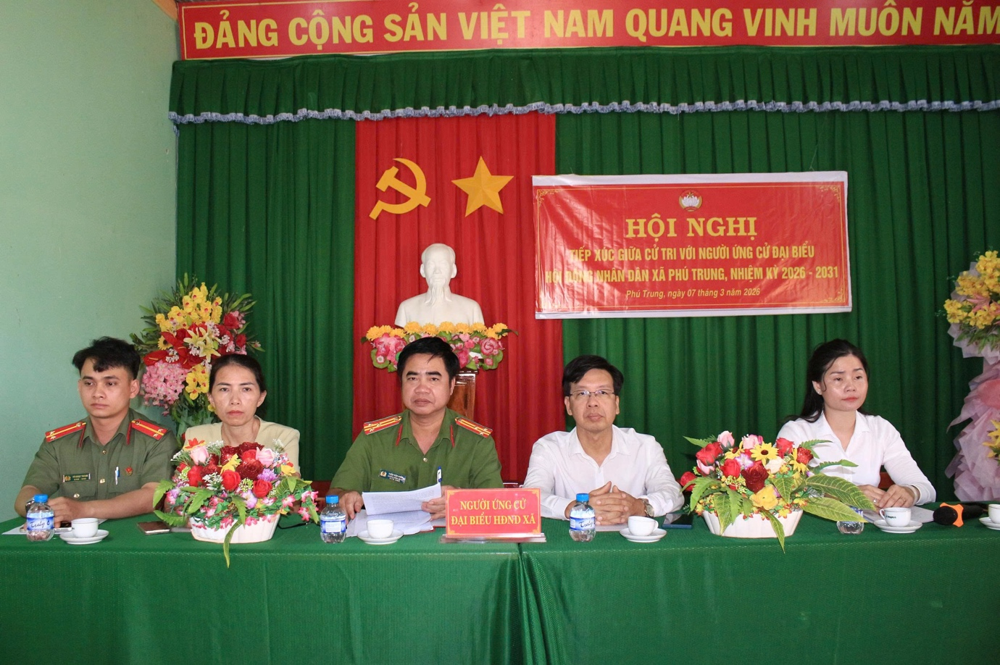 ĐẢNG CỘNG SẢN VIỆT NAM QUANG VINH MUÔN NĂM
HỘI NGHỊ
TIẾP XÚC GIỮA CỬ TRI VỚI NGƯỜI ỨNG CỬ ĐẠI BIỂU
HỘI ĐỒNG NHÂN DÂN XÃ PHÚ TRUNG, NHIỆM KỲ 2026 - 2031
Phú Trung, ngày 07 tháng 3 năm 2026
NGƯỜI ỨNG CỬ
ĐẠI BIỂU HĐND XÃ